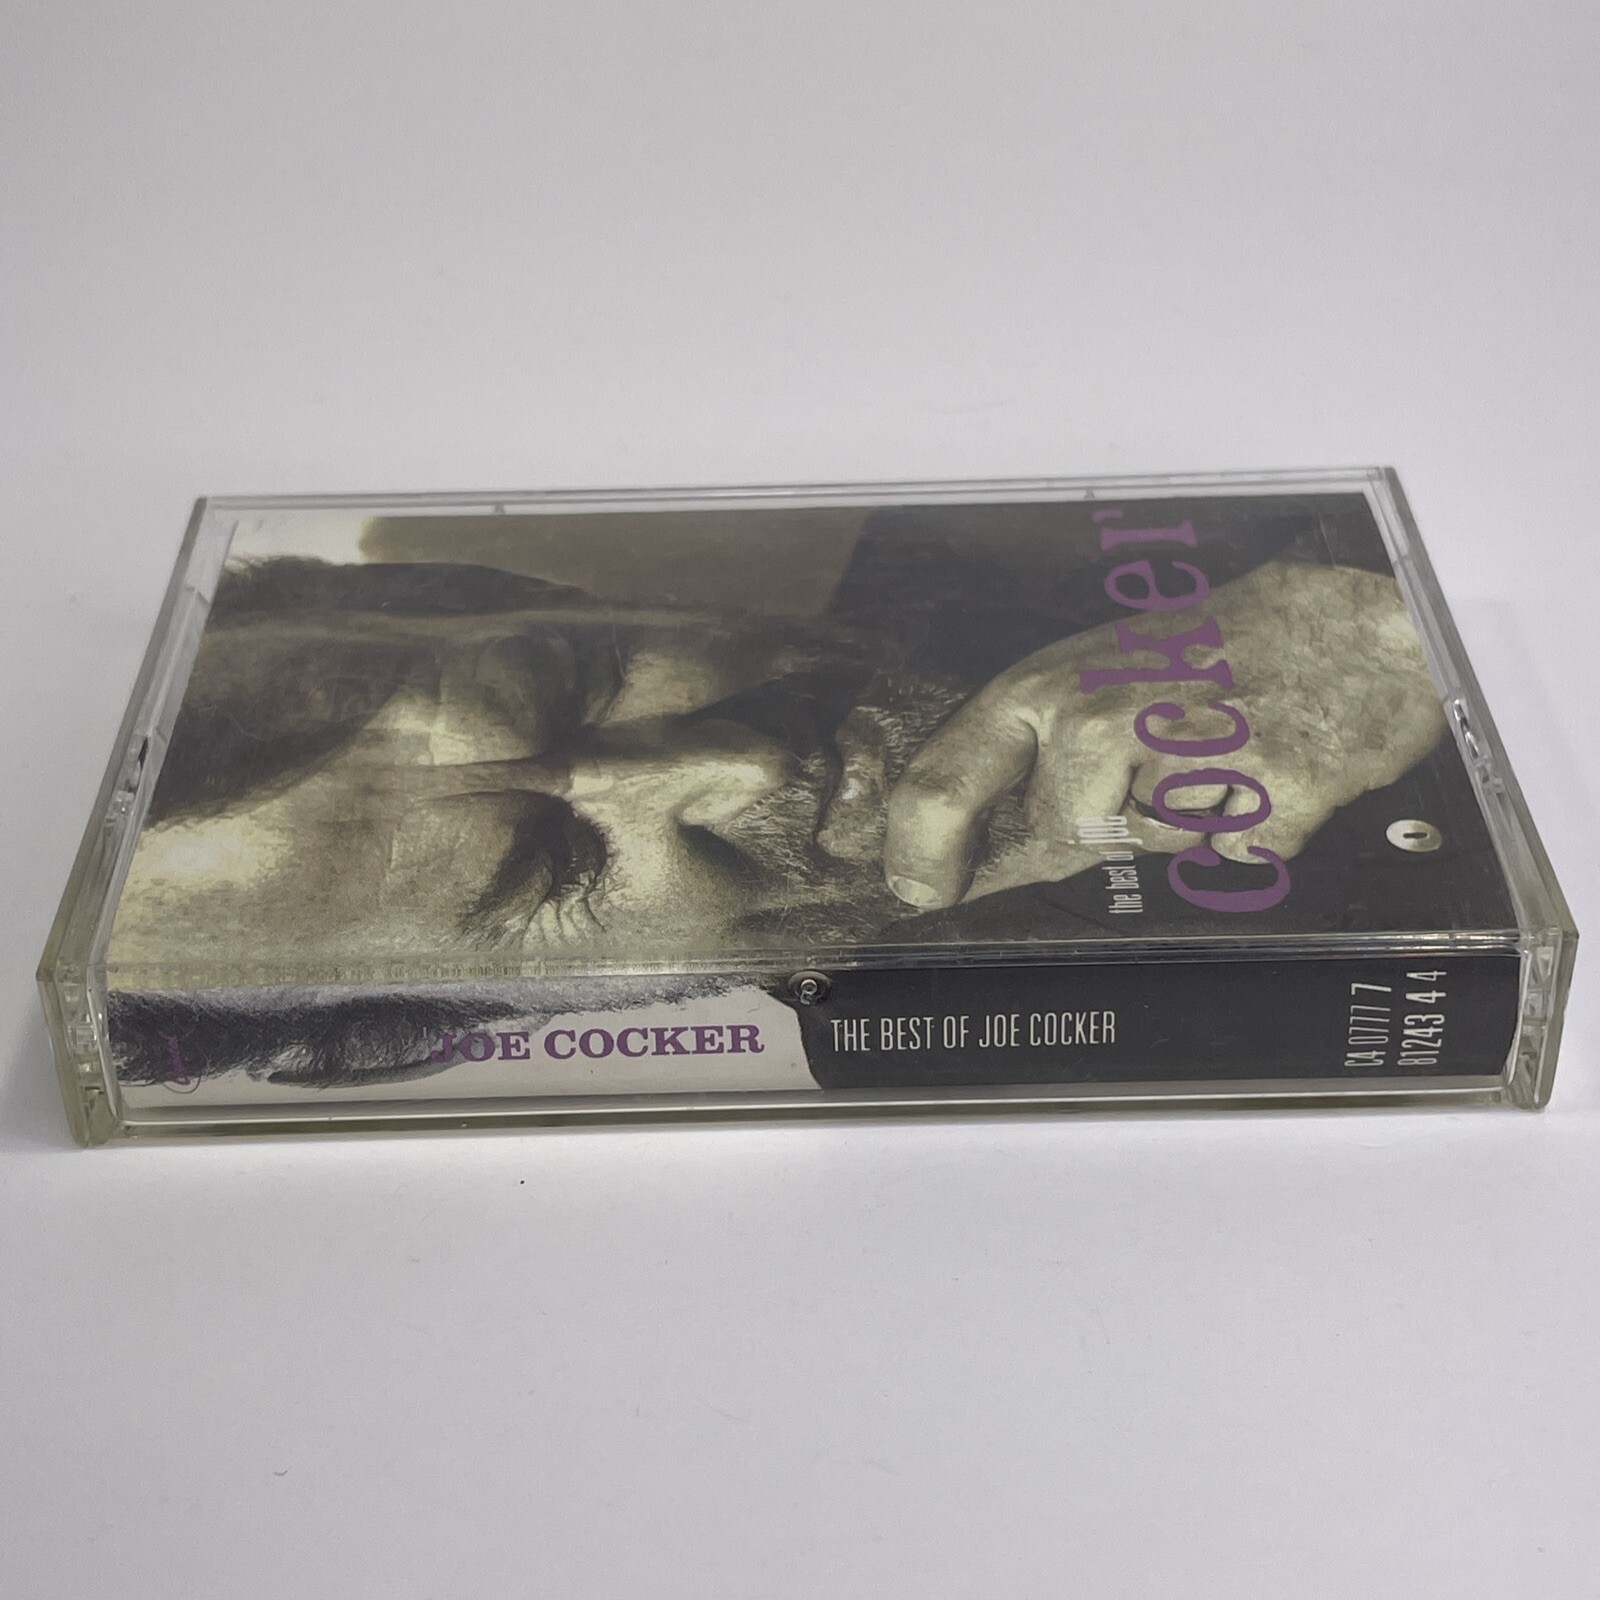 the best of joe
cocker
JOE COCKER
THE BEST OF JOE COCKER
C4 0777 7
81243 4 4